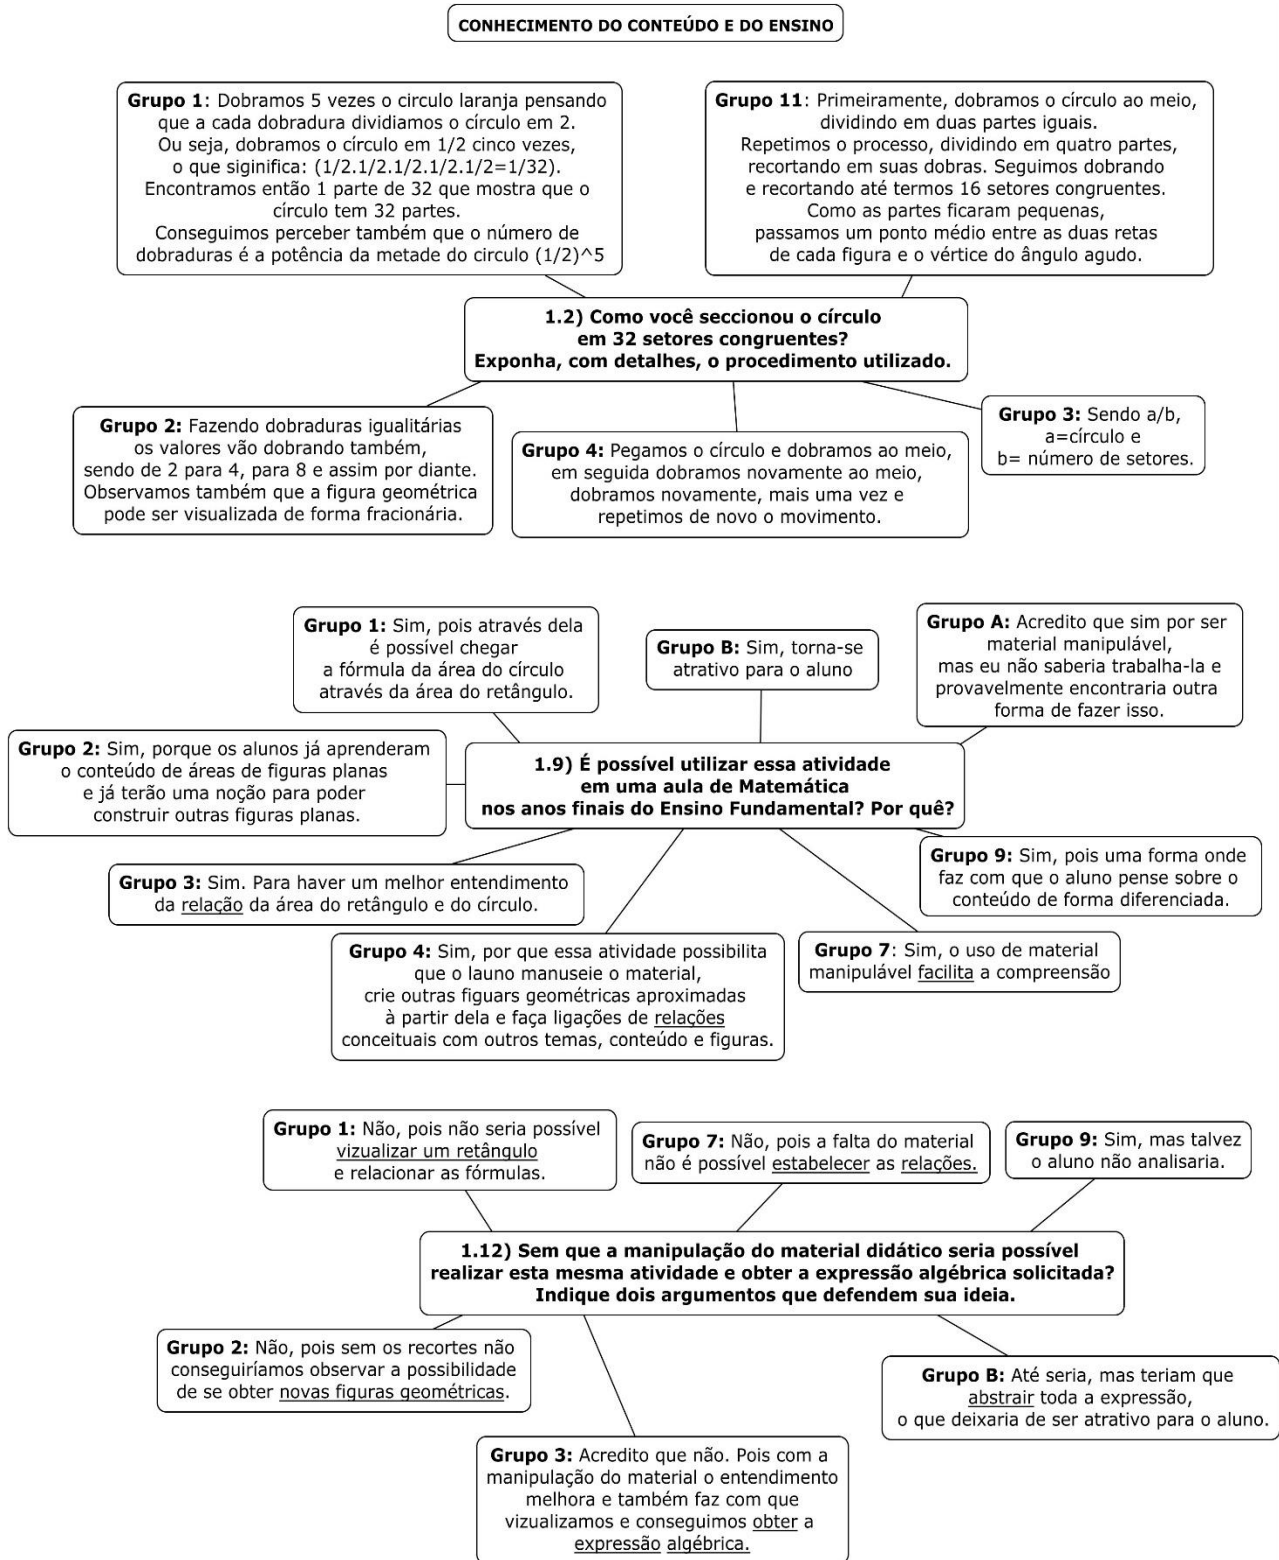 CONHECIMENTO DO CONTEÚDO E DO ENSINO
Grupo 1: Dobramos 5 vezes o circulo laranja pensando
que a cada dobradura dividiamos o círculo em 2.
Ou seja, dobramos o círculo em 1/2 cinco vezes,
o que siginifica: (1/2.1/2.1/2.1/2.1/2=1/32).
Encontramos então 1 parte de 32 que mostra que o
círculo tem 32 partes.
Conseguimos perceber também que o número de
dobraduras é a potência da metade do circulo (1/2)^5
Grupo 11: Primeiramente, dobramos o círculo ao meio,
dividindo em duas partes iguais.
Repetimos o processo, dividindo em quatro partes,
recortando em suas dobras. Seguimos dobrando
e recortando até termos 16 setores congruentes.
Como as partes ficaram pequenas,
passamos um ponto médio entre as duas retas
de cada figura e o vértice do ângulo agudo.
1.2) Como você seccionou o círculo
em 32 setores congruentes?
Exponha, com detalhes, o procedimento utilizado.
Grupo 2: Fazendo dobraduras igualitárias
os valores vão dobrando também,
sendo de 2 para 4, para 8 e assim por diante.
Observamos também que a figura geométrica
pode ser visualizada de forma fracionária.
Grupo 4: Pegamos o círculo e dobramos ao meio,
em seguida dobramos novamente ao meio,
dobramos novamente, mais uma vez e
repetimos de novo o movimento.
Grupo 3: Sendo a/b,
a=círculo e
b= número de setores.
Grupo 1: Sim, pois através dela
é possível chegar
a fórmula da área do círculo
através da área do retângulo.
Grupo B: Sim, torna-se
atrativo para o aluno
Grupo A: Acredito que sim por ser
material manipulável,
mas eu não saberia trabalha-la e
provavelmente encontraria outra
forma de fazer isso.
Grupo 2: Sim, porque os alunos já aprenderam
o conteúdo de áreas de figuras planas
e já terão uma noção para poder
construir outras figuras planas.
1.9) É possível utilizar essa atividade
em uma aula de Matemática
nos anos finais do Ensino Fundamental? Por quê?
Grupo 3: Sim. Para haver um melhor entendimento
da relação da área do retângulo e do círculo.
Grupo 4: Sim, por que essa atividade possibilita
que o launo manuseie o material,
crie outras figuars geométricas aproximadas
à partir dela e faça ligações de relações
conceituais com outros temas, conteúdo e figuras.
Grupo 7: Sim, o uso de material
manipulável facilita a compreensão
Grupo 9: Sim, pois uma forma onde
faz com que o aluno pense sobre o
conteúdo de forma diferenciada.
Grupo 1: Não, pois não seria possível
vizualizar um retângulo
e relacionar as fórmulas.
Grupo 7: Não, pois a falta do material
não é possível estabelecer as relações.
Grupo 9: Sim, mas talvez
o aluno não analisaria.
1.12) Sem que a manipulação do material didático seria possível
realizar esta mesma atividade e obter a expressão algébrica solicitada?
Indique dois argumentos que defendem sua ideia.
Grupo 2: Não, pois sem os recortes não
conseguiríamos observar a possibilidade
de se obter novas figuras geométricas.
Grupo 3: Acredito que não. Pois com a
manipulação do material o entendimento
melhora e também faz com que
vizualizamos e conseguimos obter a
expressão algébrica.
Grupo B: Até seria, mas teriam que
abstrair toda a expressão,
o que deixaria de ser atrativo para o aluno.